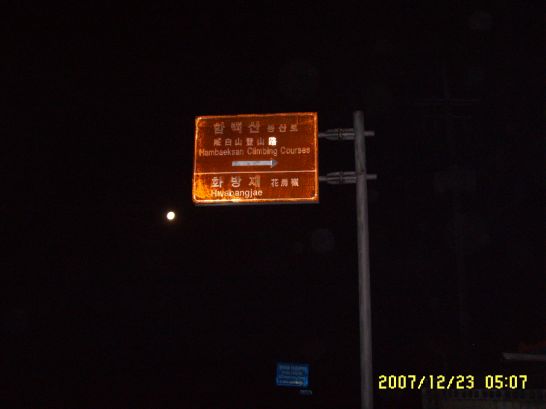 함백산 등산로
咸白山登山路
Hambaeksan Climbing Courses
화방재 花房嶺
Hwabangjae
2007/12/23 05:07